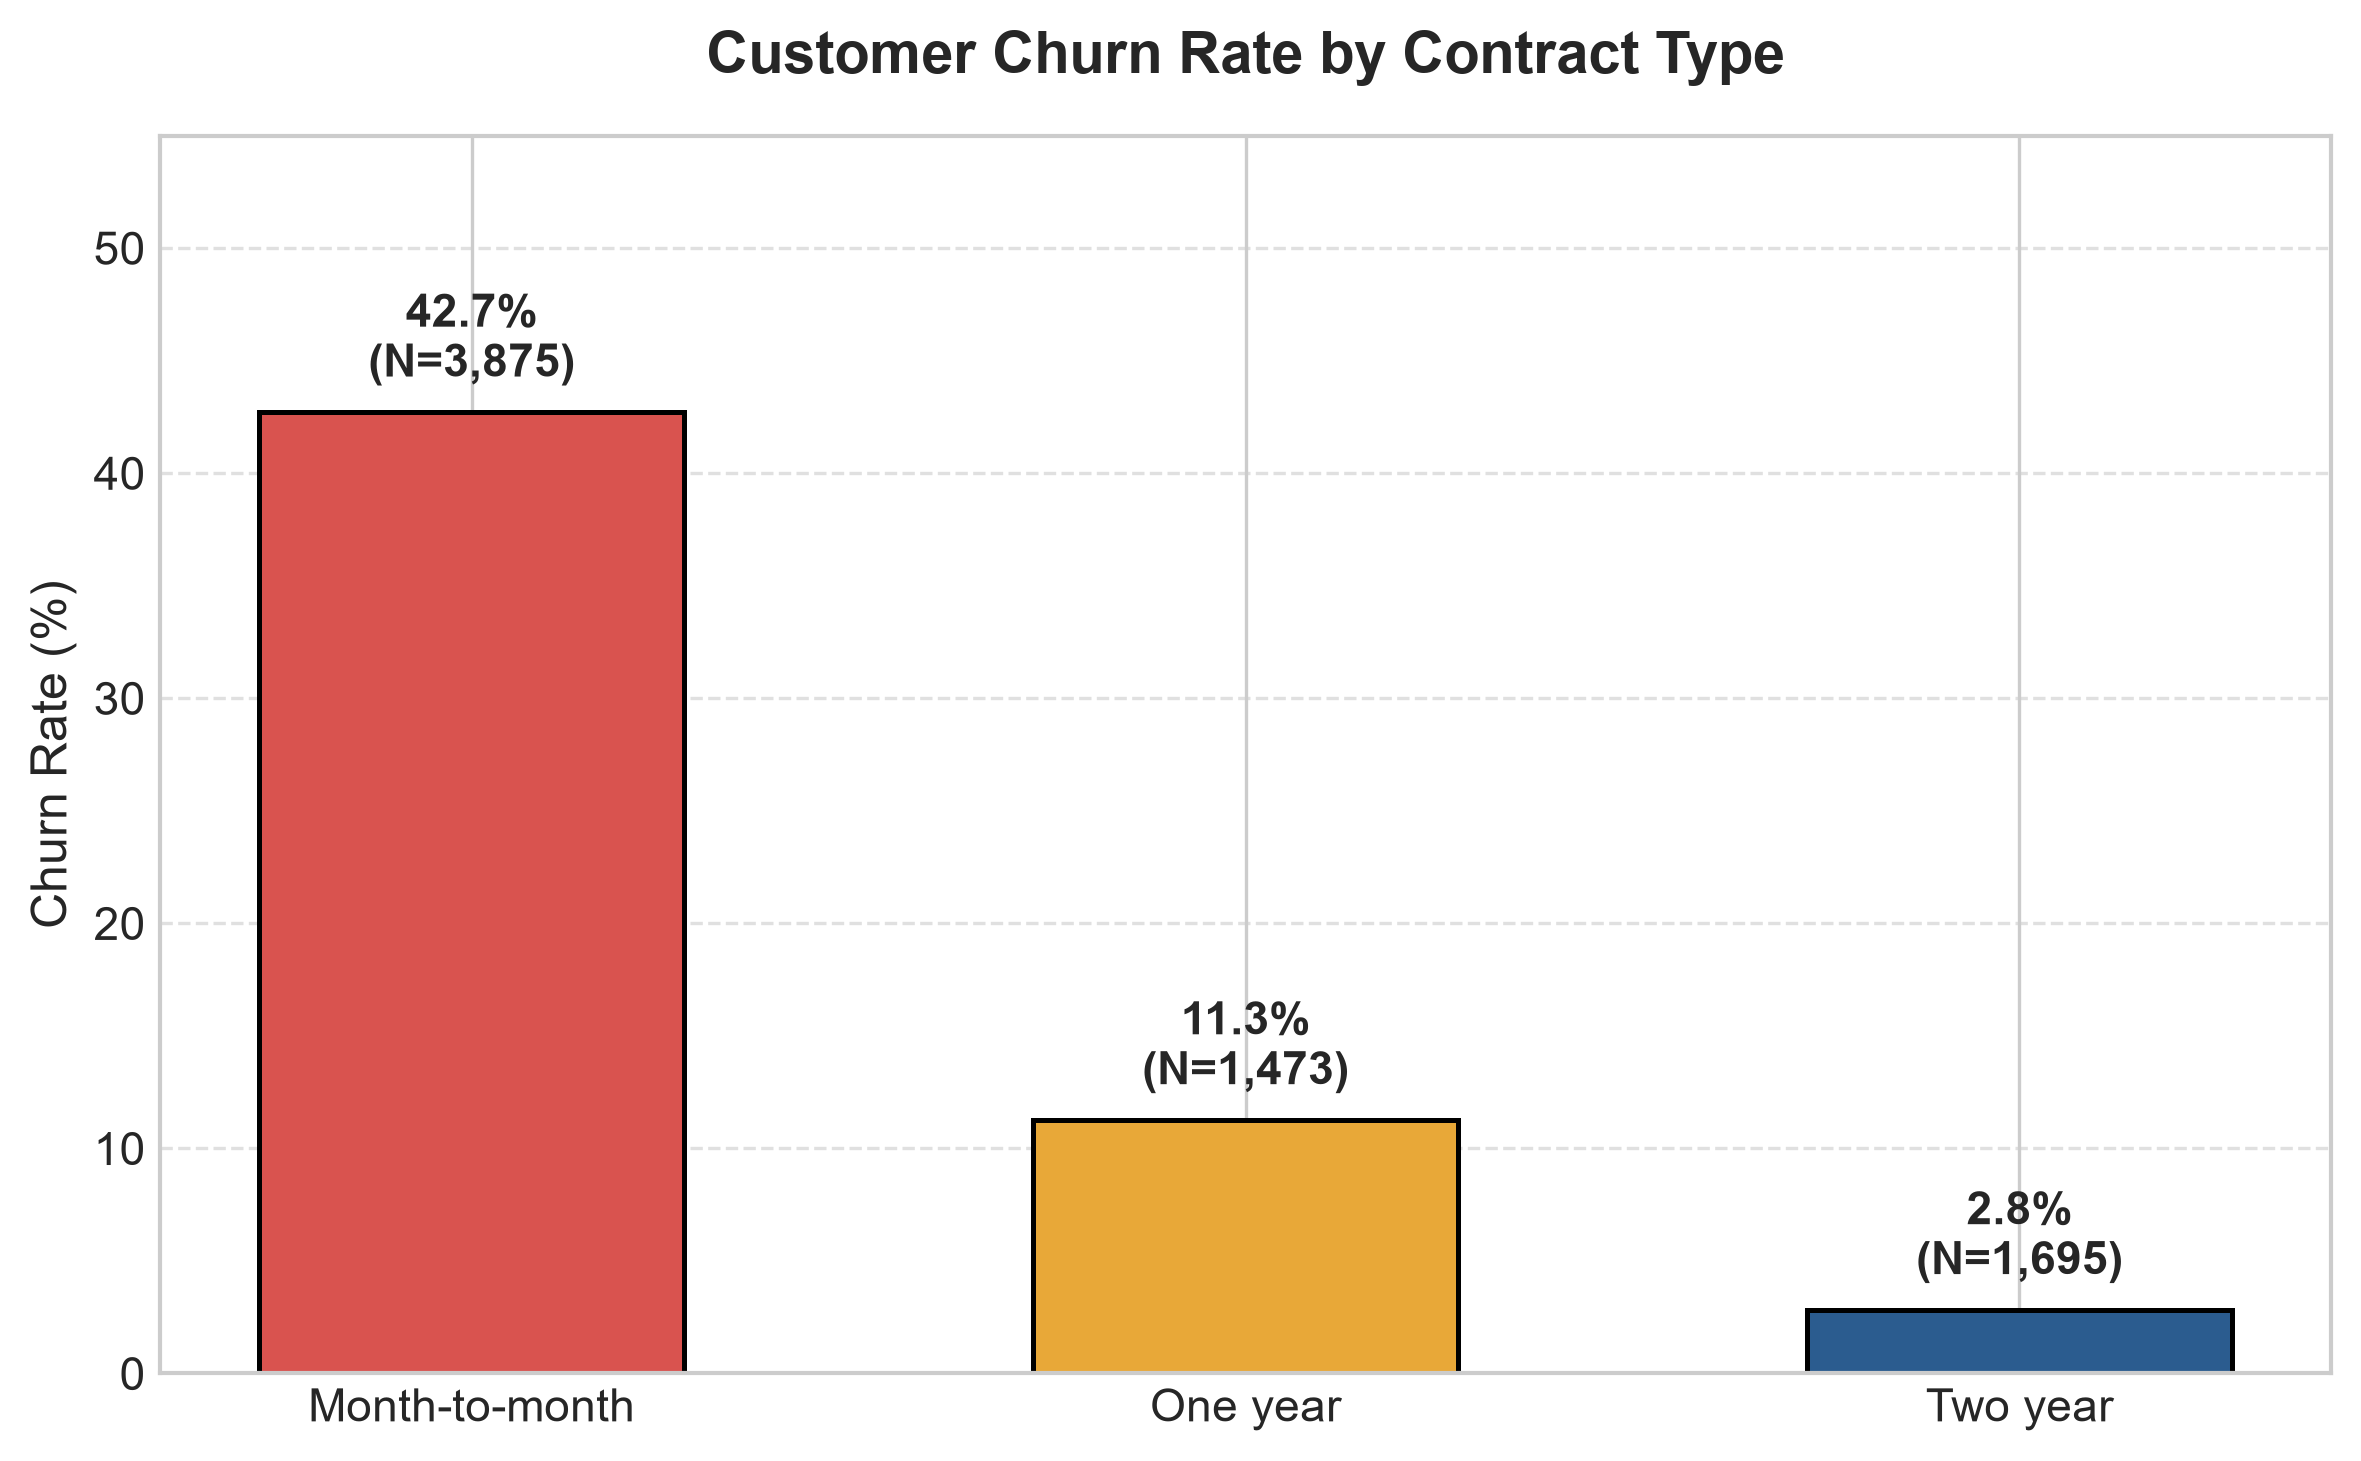 Customer Churn Rate by Contract Type
Churn Rate (%)
50
40
30
20
10
0
42.7%
(N=3,875)
11.3%
(N=1,473)
2.8%
(N=1,695)
Month-to-month
One year
Two year